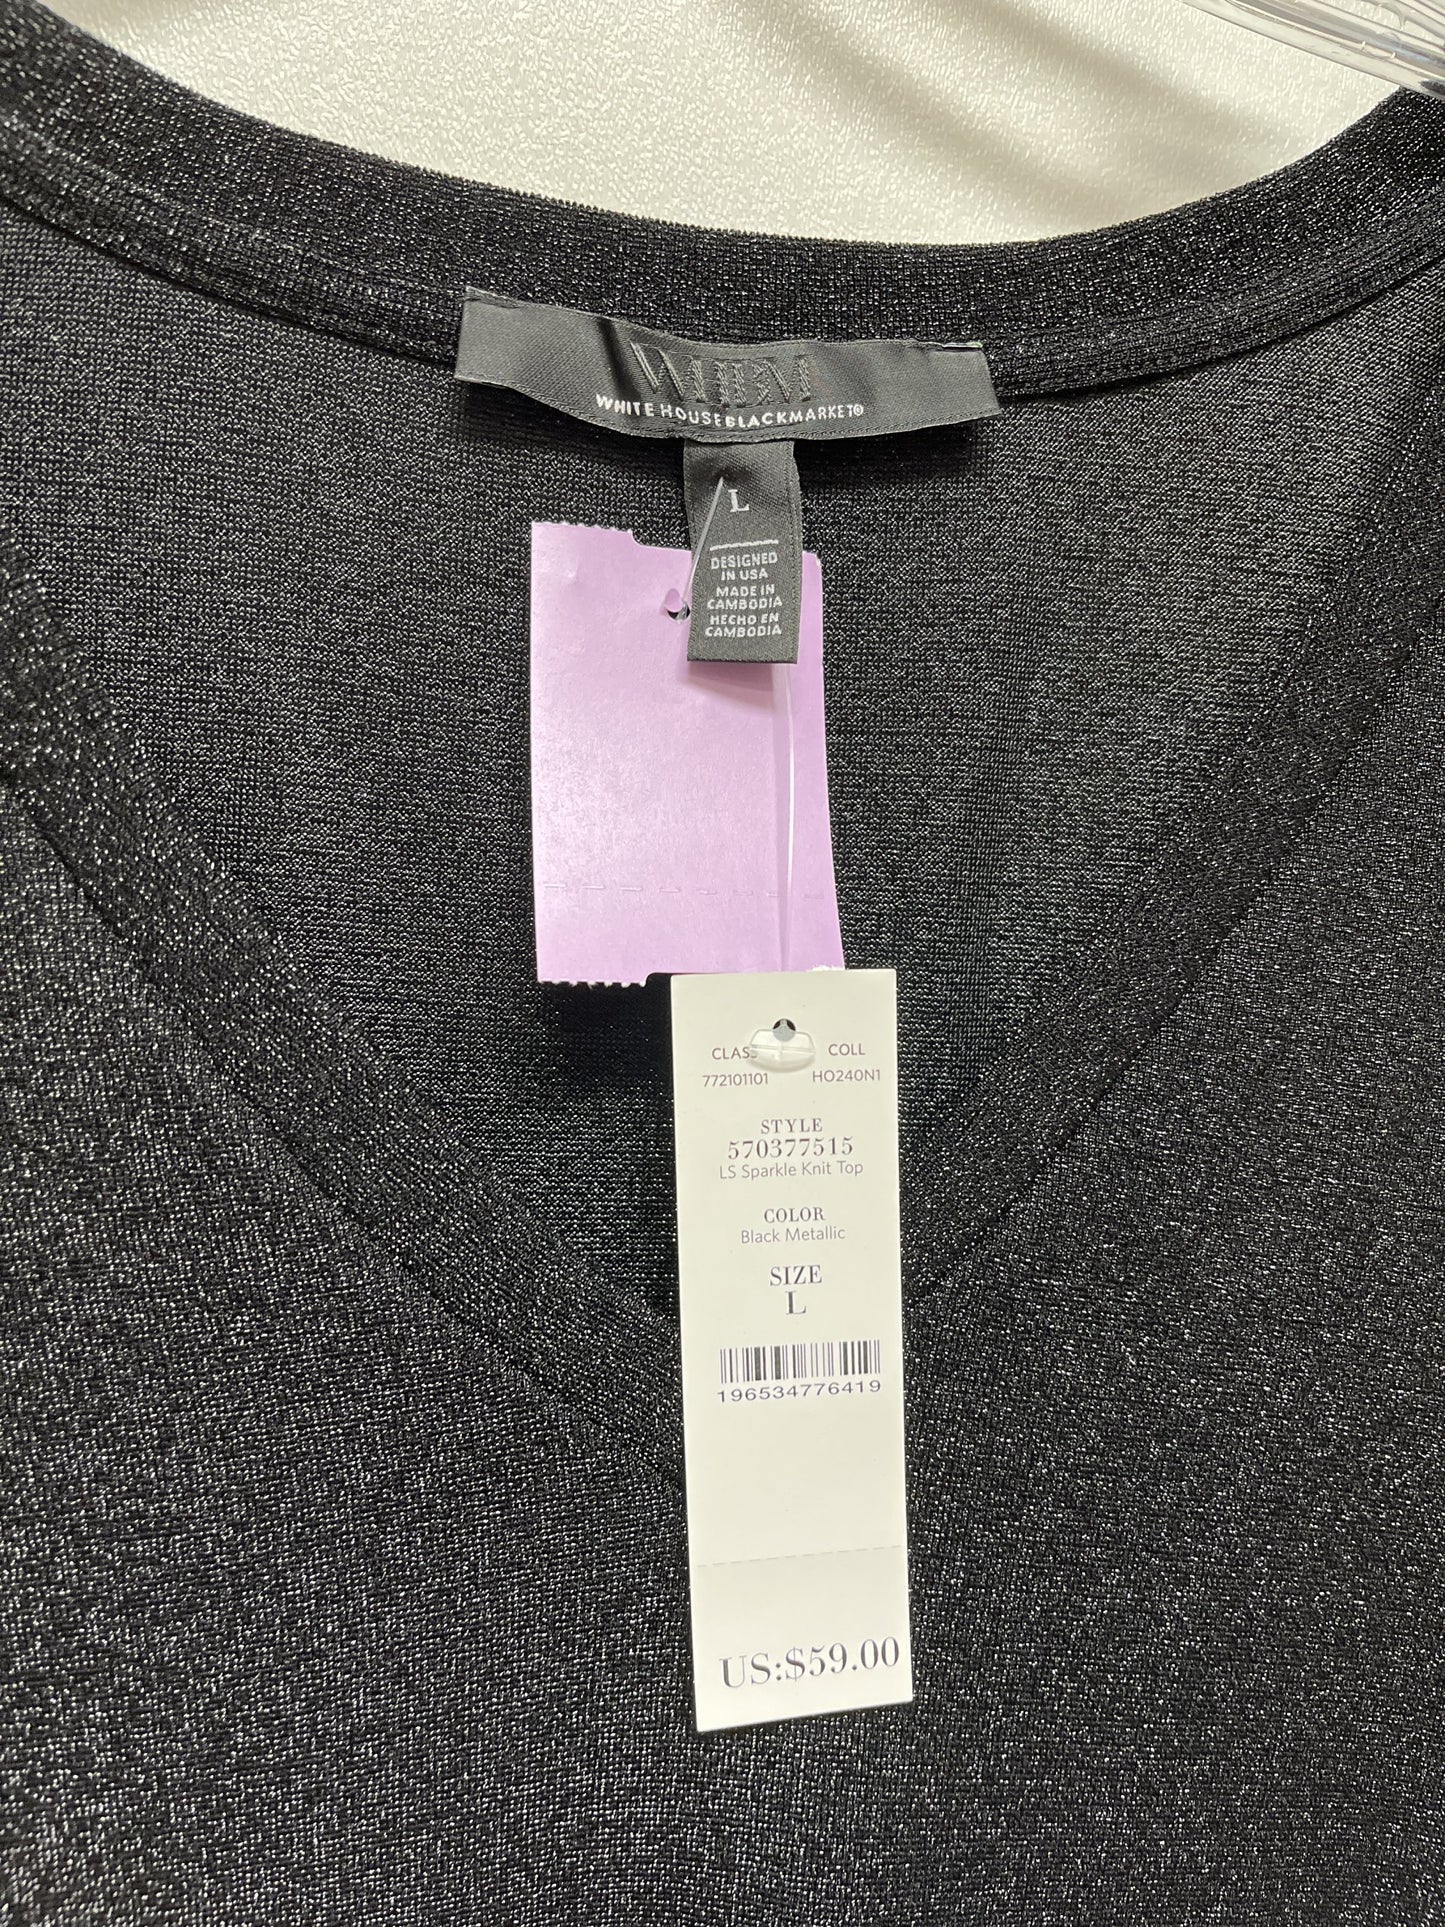 WHBM
WHITE HOUSE BLACK MARKET®
L
DESIGNED
IN USA
MADE IN
CAMBODIA
HECHO EN
CAMBODIA
CLASS COLL
772101101 HO240N1
STYLE
570377515
LS Sparkle Knit Top
COLOR
Black Metallic
SIZE
L
196534776419
US:$59.00